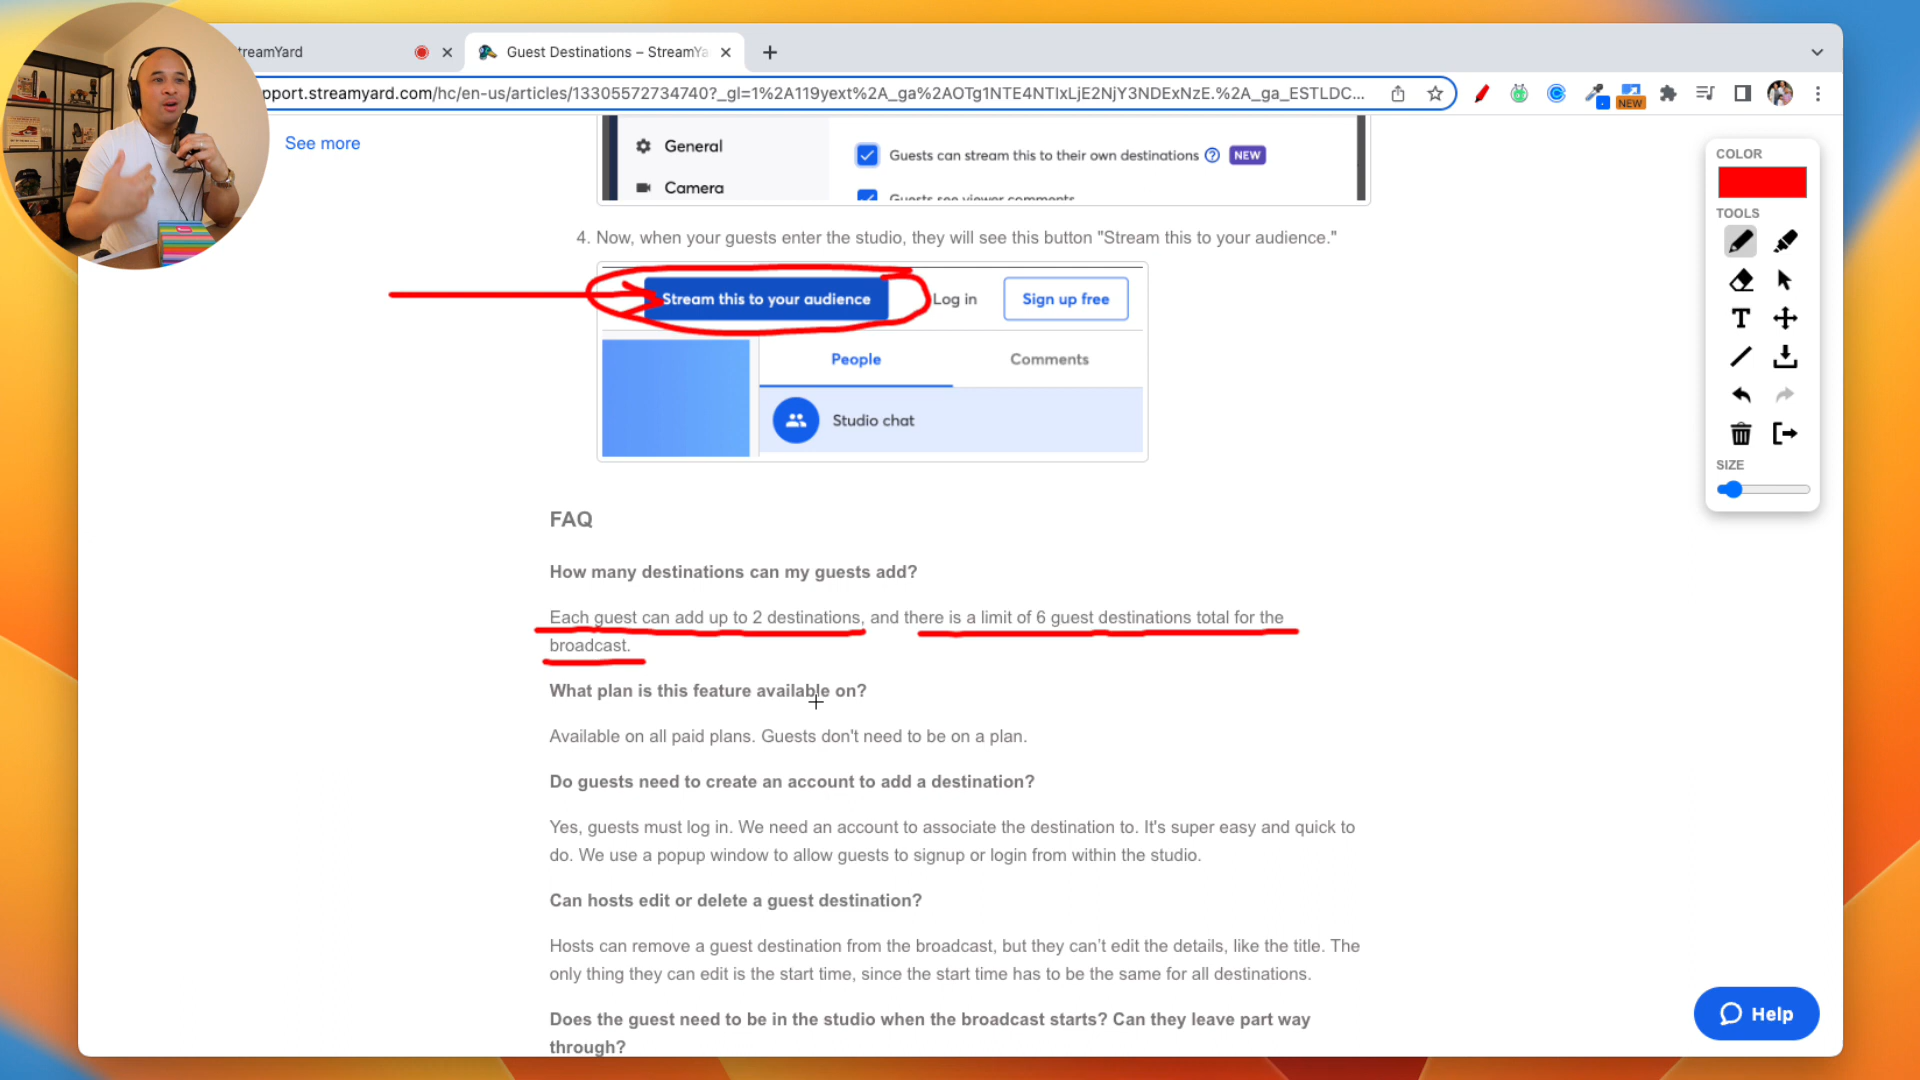 treamYard
Guest Destinations – StreamYa
pport.streamyard.com/hc/en-us/articles/13305572734740?_gl=1%2A119yext%2A_ga%2AOTg1NTE4NTIxLjE2NjY3NDExNzE.%2A_ga_ESTLDC...
NEW
See more
General
Guests can stream this to their own destinations
NEW
Camera
Guests see viewer comments
4. Now, when your guests enter the studio, they will see this button "Stream this to your audience."
Stream this to your audience
Log in
Sign up free
People
Comments
Studio chat
FAQ
How many destinations can my guests add?
Each guest can add up to 2 destinations, and there is a limit of 6 guest destinations total for the
broadcast.
What plan is this feature available on?
Available on all paid plans. Guests don't need to be on a plan.
Do guests need to create an account to add a destination?
Yes, guests must log in. We need an account to associate the destination to. It's super easy and quick to
do. We use a popup window to allow guests to signup or login from within the studio.
Can hosts edit or delete a guest destination?
Hosts can remove a guest destination from the broadcast, but they can’t edit the details, like the title. The
only thing they can edit is the start time, since the start time has to be the same for all destinations.
Does the guest need to be in the studio when the broadcast starts? Can they leave part way
through?
COLOR
TOOLS
SIZE
Help